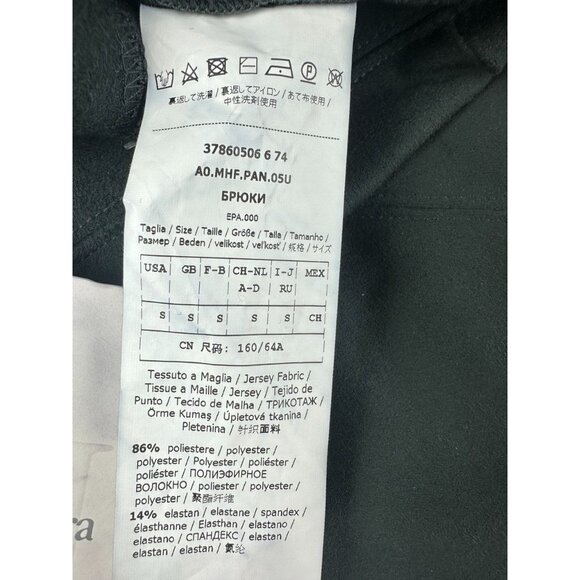 裏返して洗濯/裏返してアイロン/あて布使用/
中性洗剤使用
37860506 6 74
A0.MHF.PAN.05U
БРЮКИ
EPA.000
Taglia / Size / Taille / Größe / Talla / Tamanho /
Размер / Beden / velikost / veľkosť / 规格 / サイズ
USA GB F-B CH-NL I-J MEX
A-D RU
S S S S S CH
CN 尺码: 160/64A
Tessuto a Maglia / Jersey Fabric /
Tissue a Maille / Jersey / Tejido de
Punto / Tecido de Malha / ТРИКОТАЖ /
Örme Kumaş / Úpletová tkanina /
Pletenina / 针织面料
86% poliestere / polyester /
polyester / Polyester / poliéster /
poliéster / ПОЛИЭФИРНОЕ
ВОЛОКНО / poliester / polyester /
polyester / 聚酯纤维
14% elastan / elastane / spandex /
élasthanne / Elasthan / elastano /
elastano / СПАНДЕКС / elastan /
elastan / elastan / 氨纶
ra